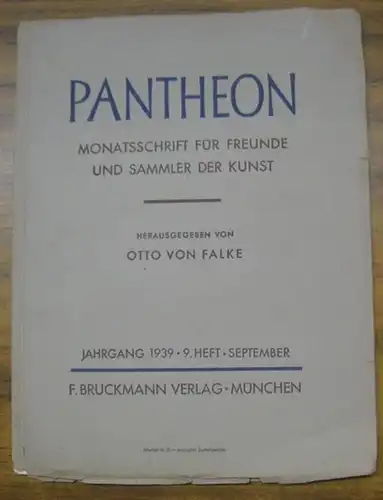 PANTHEON
MONATSSCHRIFT FÜR FREUNDE
UND SAMMLER DER KUNST
HERAUSGEGEBEN VON
OTTO VON FALKE
JAHRGANG 1939 • 9. HEFT • SEPTEMBER
F. BRUCKMANN VERLAG • MÜNCHEN